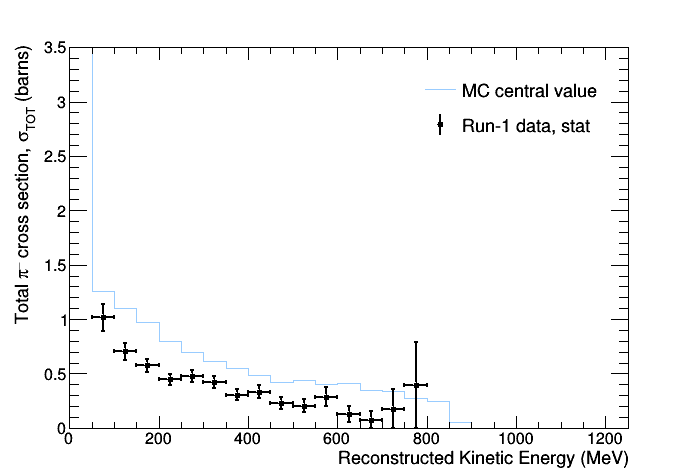 Total π⁻ cross section, σTOT (barns)
3.5
3
2.5
2
1.5
1
0.5
0
MC central value
Run-1 data, stat
0 200 400 600 800 1000 1200
Reconstructed Kinetic Energy (MeV)